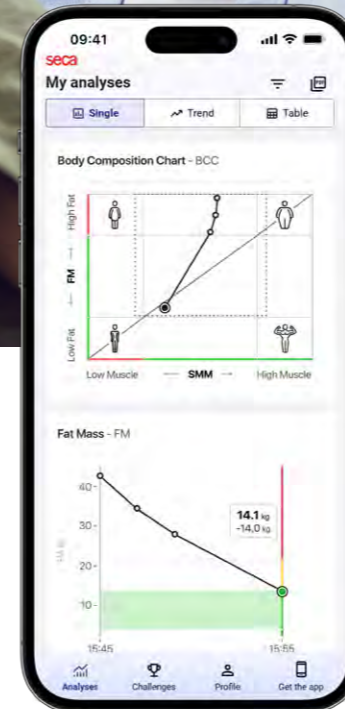 09:41
seca
My analyses
PDF
Single
Trend
Table
Body Composition Chart - BCC
High Fat
FM
Low Fat
Low Muscle
SMM
High Muscle
Fat Mass - FM
40
30
20
10
14.1 kg
-14,0 kg
15:45
15:55
Analyses
Challenges
Profile
Get the app